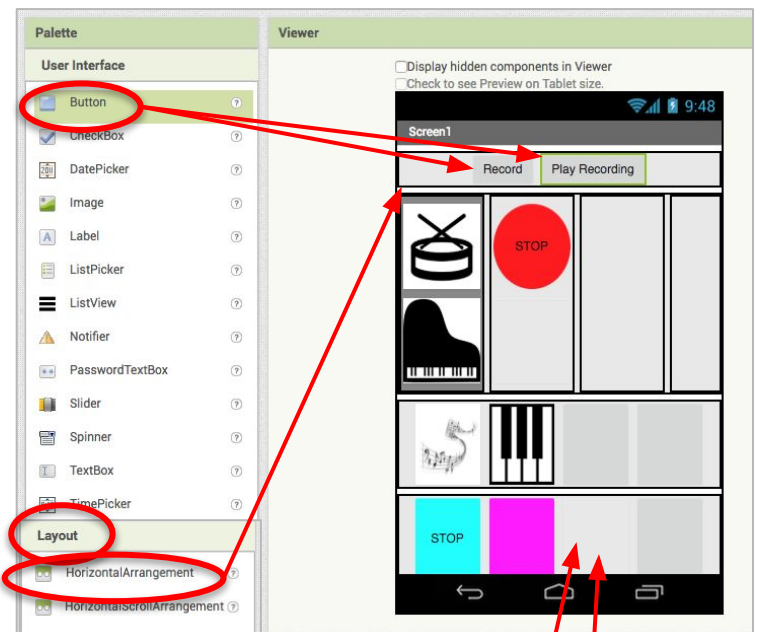 Palette
Viewer
User Interface
Button
CheckBox
DatePicker
Image
Label
ListPicker
ListView
Notifier
PasswordTextBox
Slider
Spinner
TextBox
TimePicker
Layout
HorizontalArrangement
HorizontalScrollArrangement
Display hidden components in Viewer
Check to see Preview on Tablet size.
9:48
Screen1
Record Play Recording
STOP
STOP